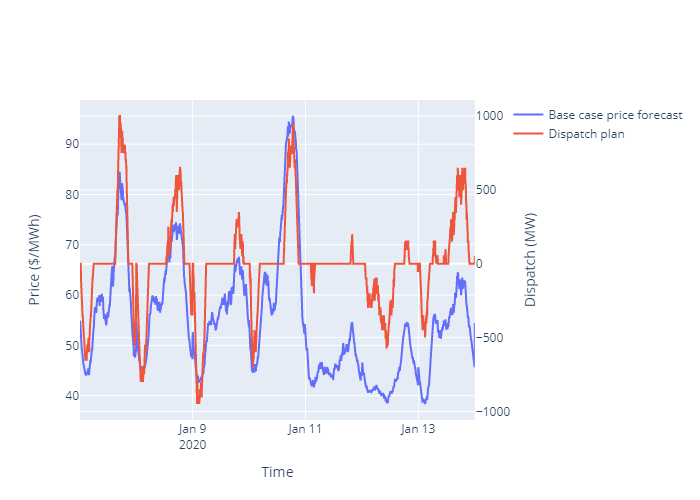 Base case price forecast
Dispatch plan
Price ($/MWh)
90
80
70
60
50
40
1000
500
0
−500
−1000
Dispatch (MW)
Jan 9
2020
Jan 11
Jan 13
Time